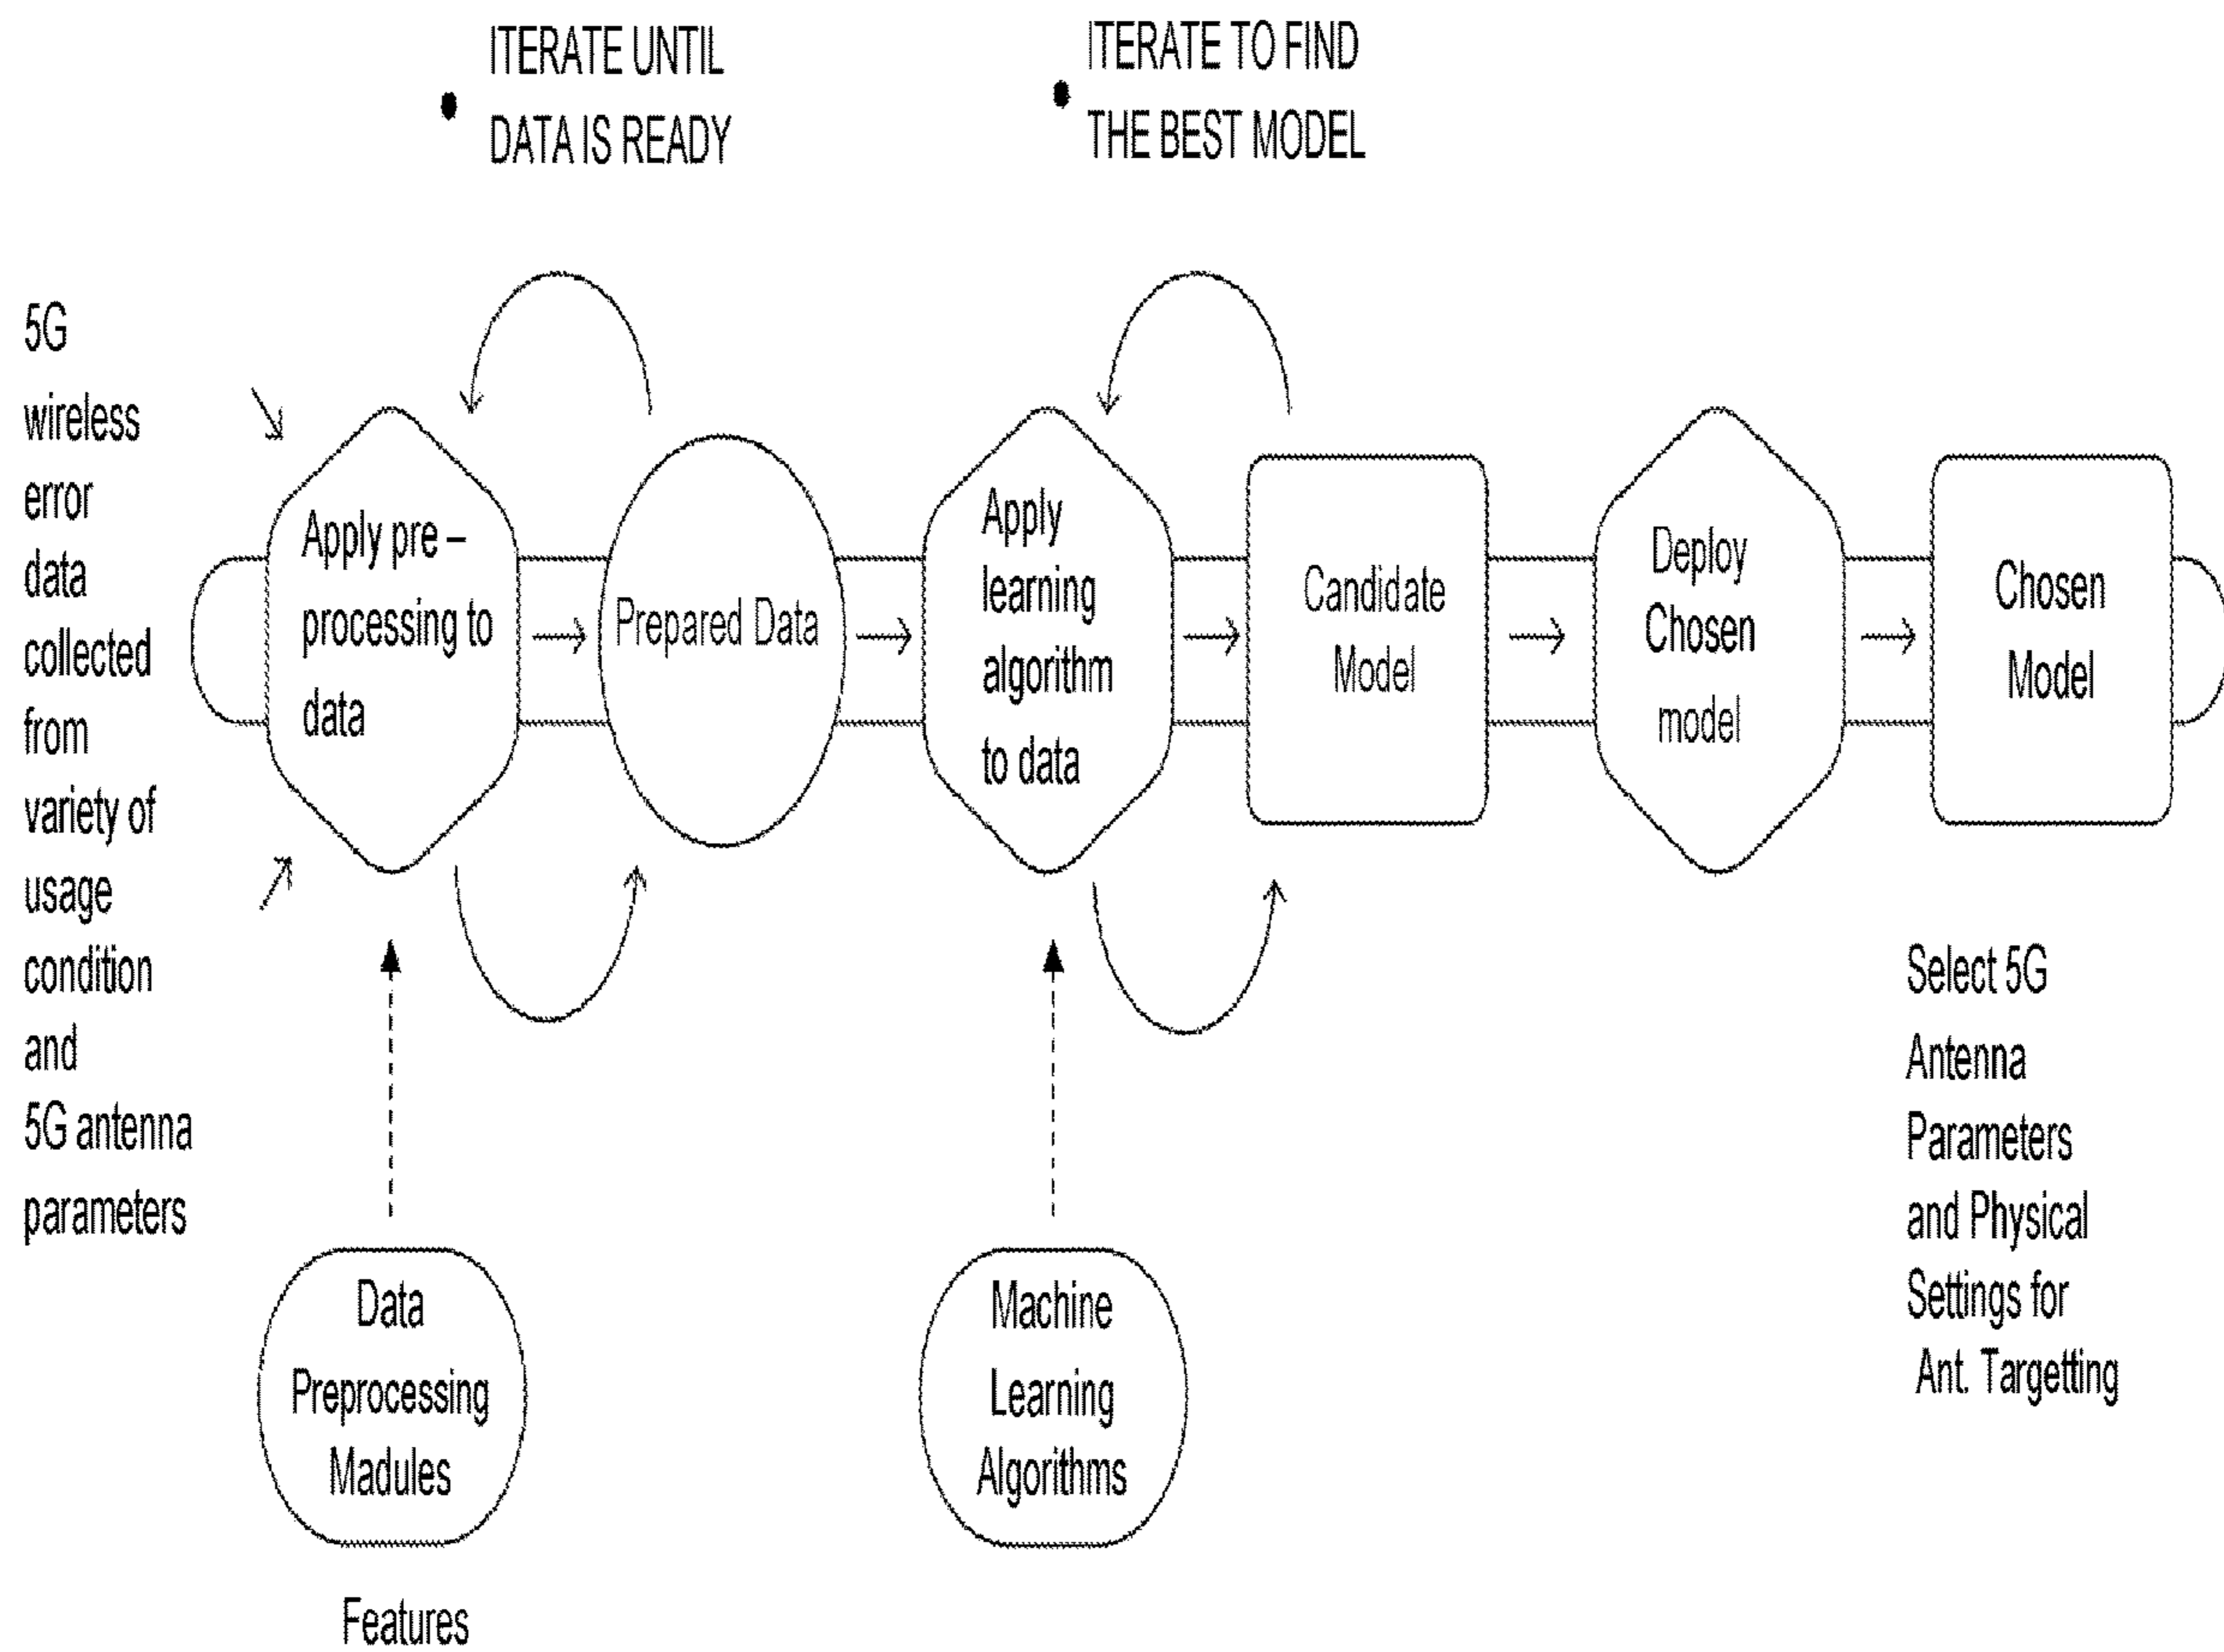 ITERATE UNTIL
DATA IS READY
ITERATE TO FIND
THE BEST MODEL
5G
wireless
error
data
collected
from
variety of
usage
condition
and
5G antenna
parameters
Apply pre –
processing to
data
Prepared Data
Apply
learning
algorithm
to data
Candidate
Model
Deploy
Chosen
model
Chosen
Model
Data
Preprocessing
Madules
Features
Machine
Learning
Algorithms
Select 5G
Antenna
Parameters
and Physical
Settings for
Ant. Targetting